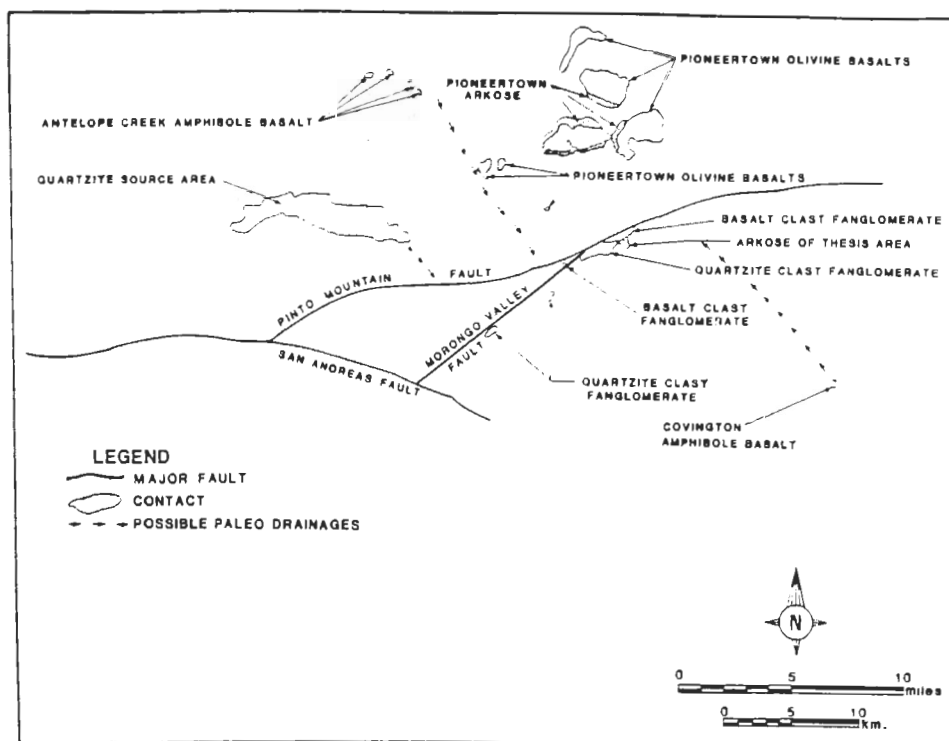 PIONEERTOWN OLIVINE BASALTS
PIONEERTOWN
ARKOSE
ANTELOPE CREEK AMPHIBOLE BASALT
QUARTZITE SOURCE AREA
PIONEERTOWN OLIVINE BASALTS
BASALT CLAST FANGLOMERATE
ARKOSE OF THESIS AREA
QUARTZITE CLAST FANGLOMERATE
PINTO MOUNTAIN FAULT
BASALT CLAST
FANGLOMERATE
MORONGO VALLEY
FAULT
SAN ANDREAS FAULT
QUARTZITE CLAST
FANGLOMERATE
COVINGTON
AMPHIBOLE BASALT
LEGEND
MAJOR FAULT
CONTACT
POSSIBLE PALEO DRAINAGES
N
0 5 10
miles
0 5 10
km.